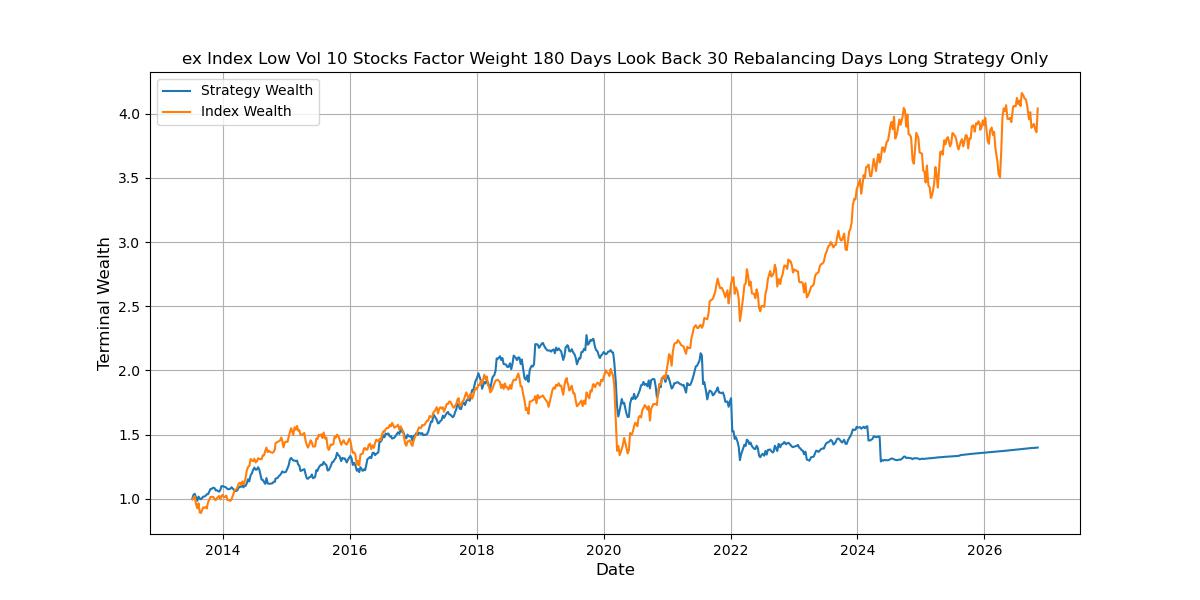 ex Index Low Vol 10 Stocks Factor Weight 180 Days Look Back 30 Rebalancing Days Long Strategy Only
Strategy Wealth
Index Wealth
Terminal Wealth
4.0
3.5
3.0
2.5
2.0
1.5
1.0
2014 2016 2018 2020 2022 2024 2026
Date